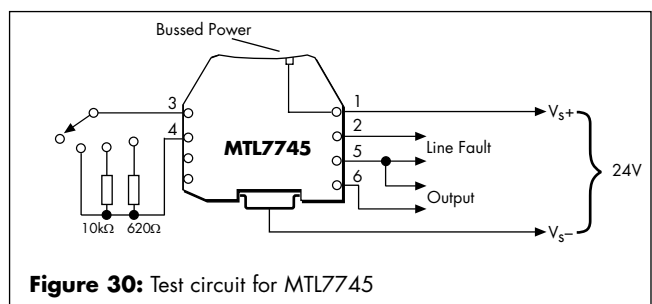 Bussed Power
3
4
MTL7745
1
2
5
6
Vs+
Line Fault
24V
Output
Vs–
10kΩ 620Ω
Figure 30: Test circuit for MTL7745